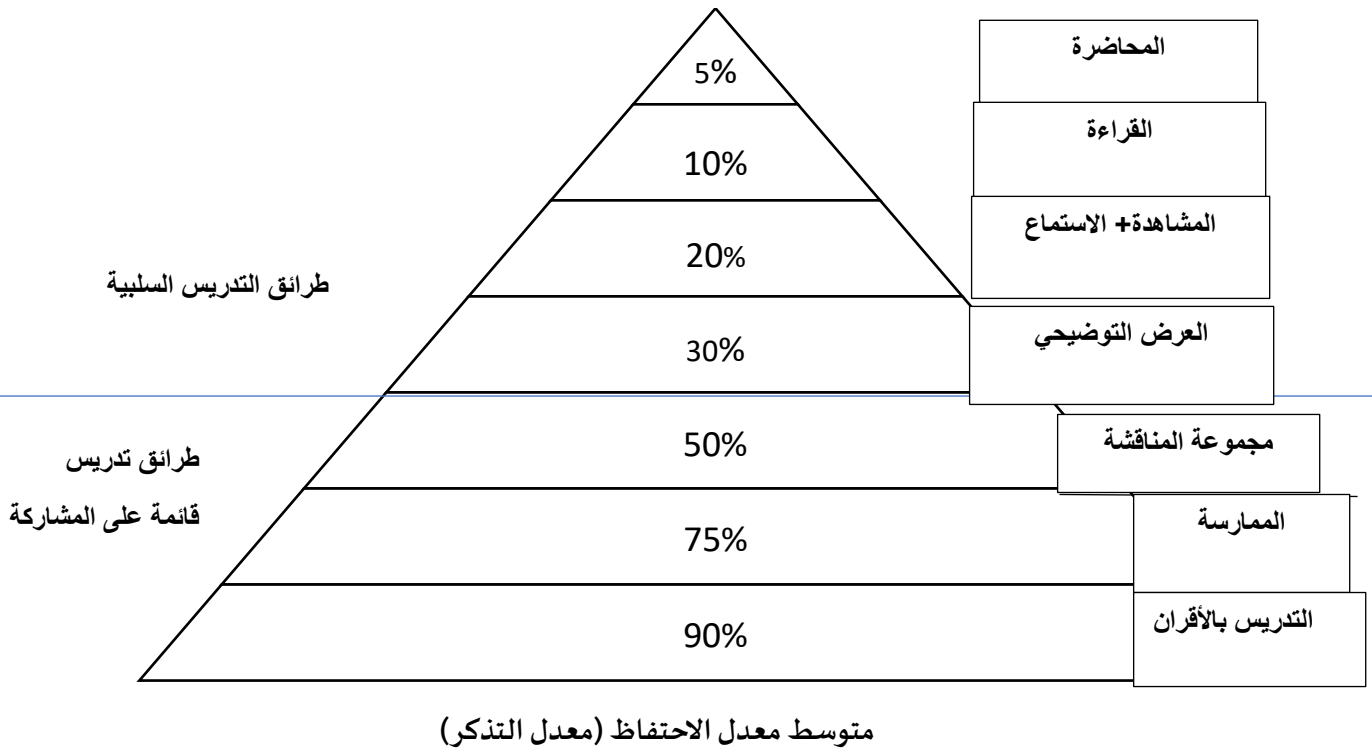 المحاضرة
5%
القراءة
10%
المشاهدة+ الاستماع
20%
طرائق التدريس السلبية
العرض التوضيحي
30%
مجموعة المناقشة
50%
طرائق تدريس
قائمة على المشاركة
الممارسة
75%
التدريس بالأقران
90%
متوسط معدل الاحتفاظ (معدل التذكر)